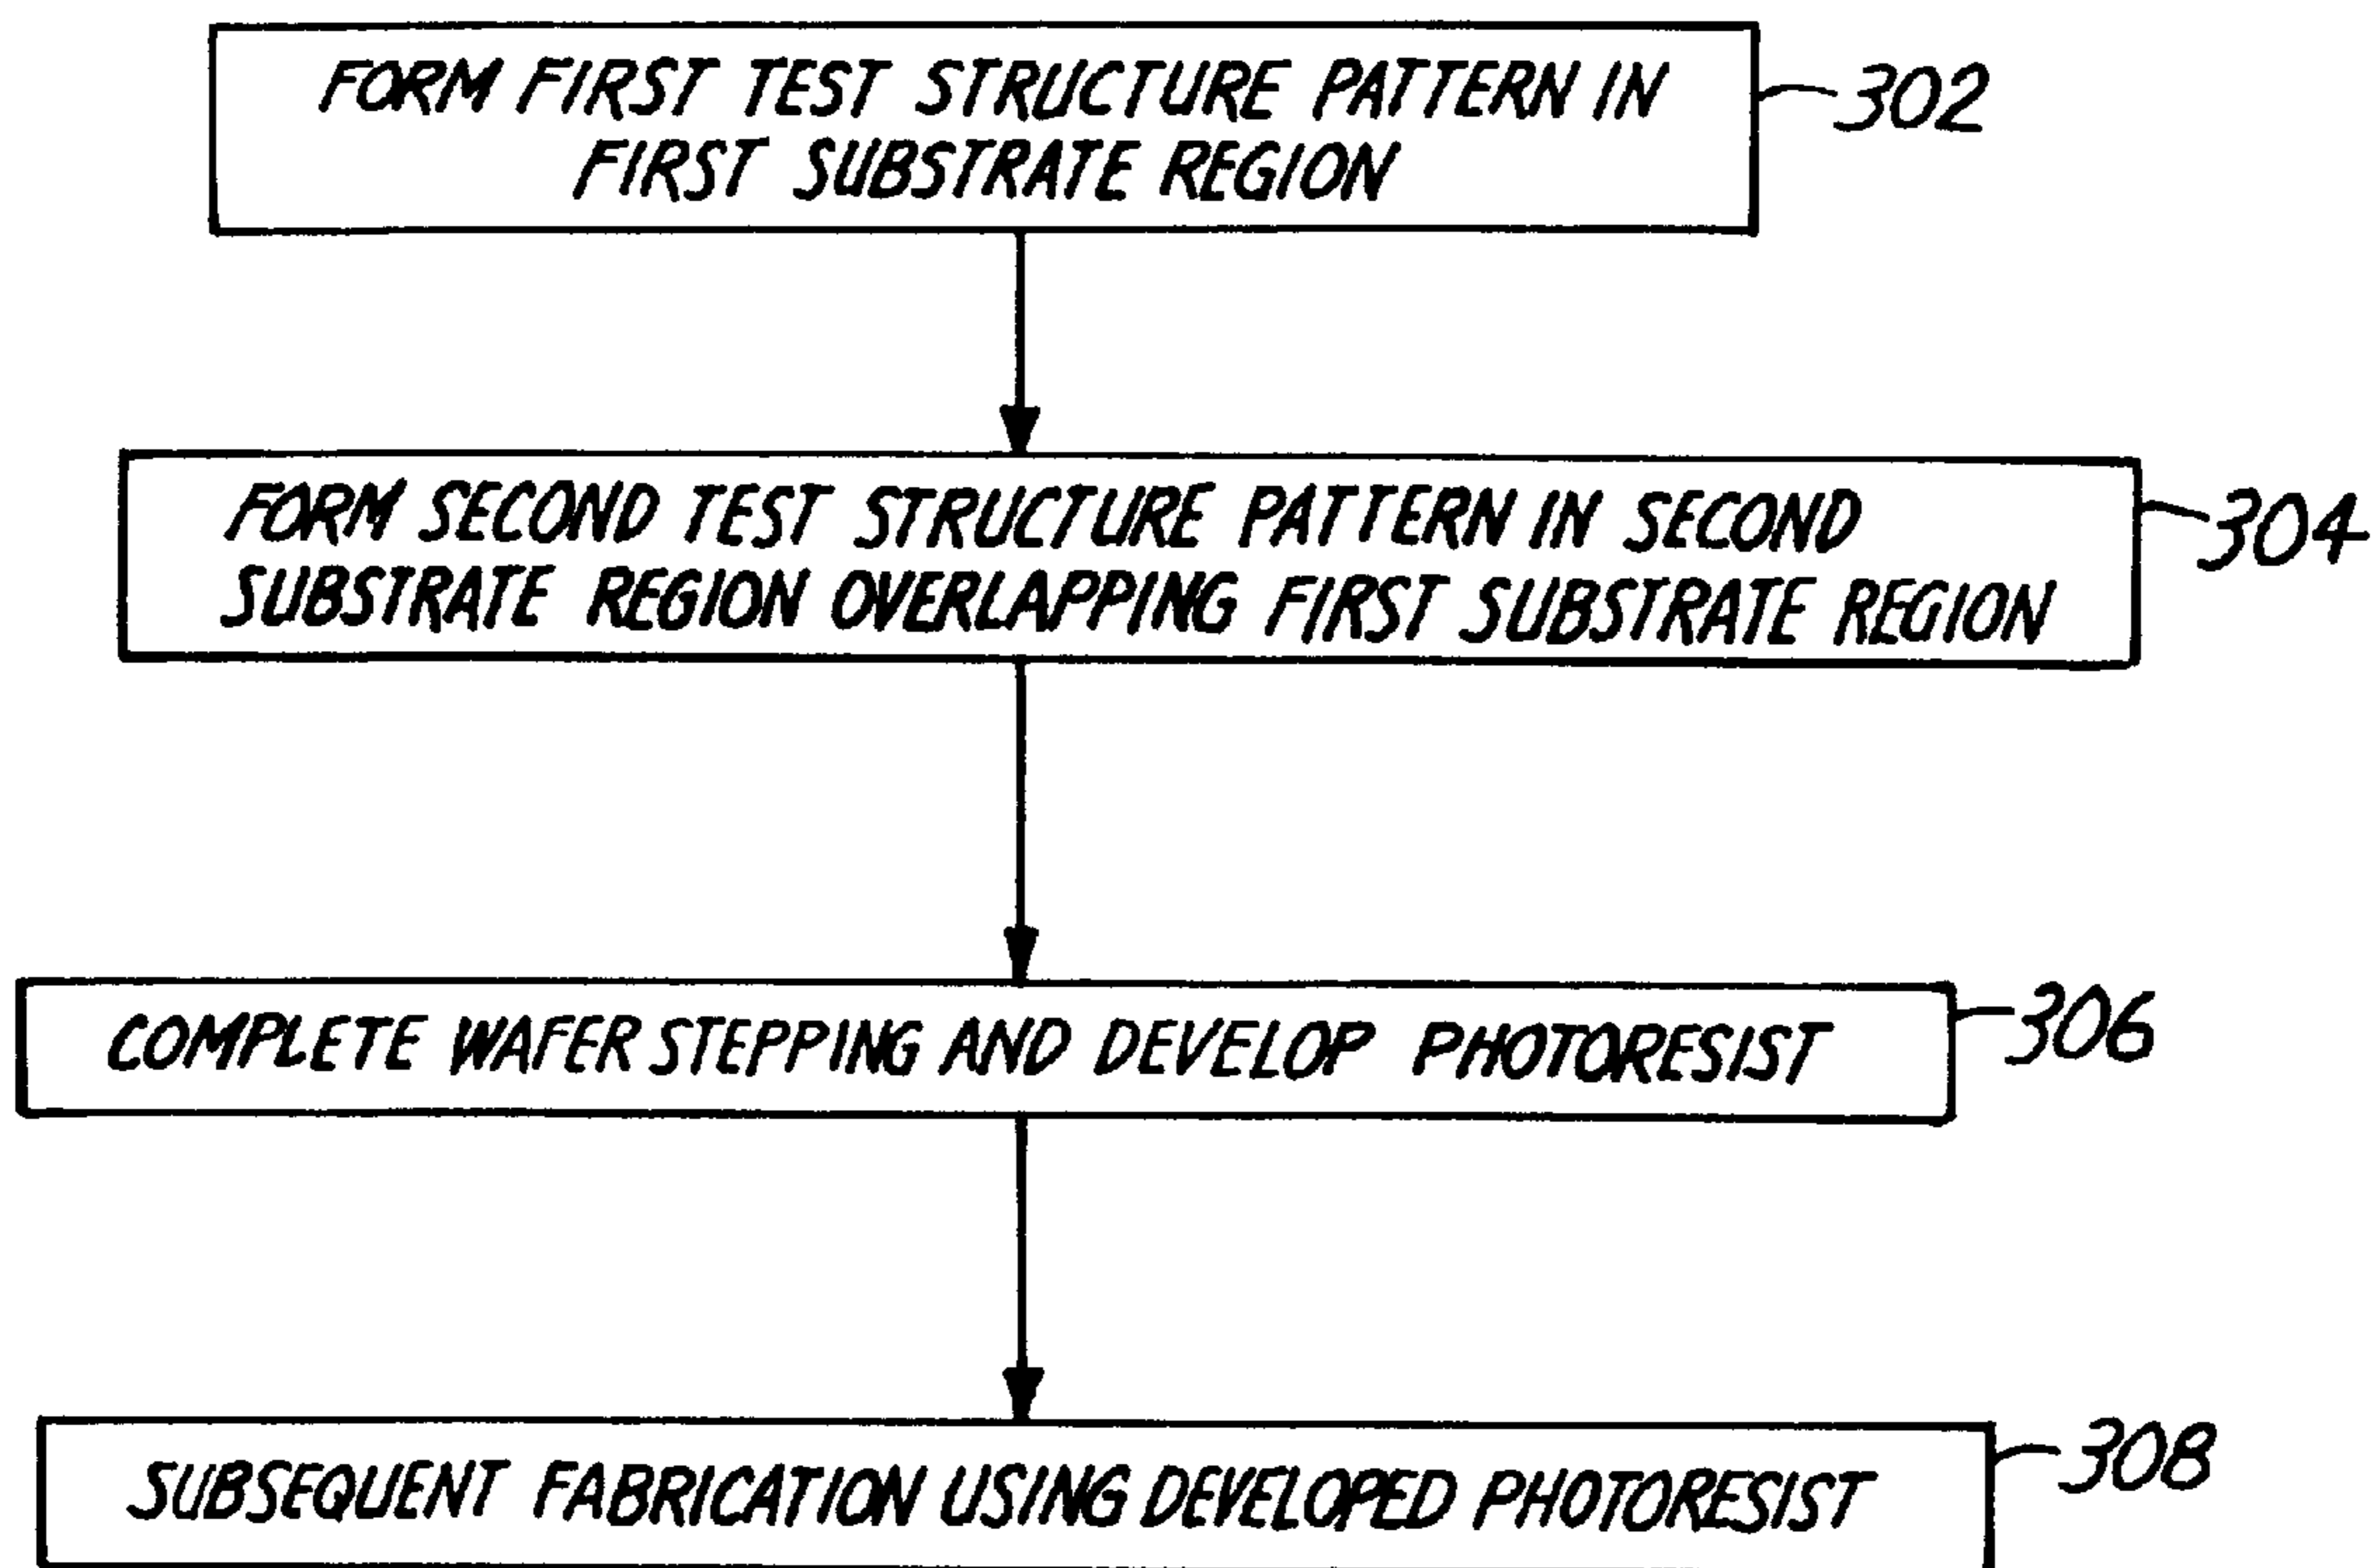 FORM FIRST TEST STRUCTURE PATTERN IN
FIRST SUBSTRATE REGION
302
FORM SECOND TEST STRUCTURE PATTERN IN SECOND
SUBSTRATE REGION OVERLAPPING FIRST SUBSTRATE REGION
304
COMPLETE WAFER STEPPING AND DEVELOP PHOTORESIST
306
SUBSEQUENT FABRICATION USING DEVELOPED PHOTORESIST
308